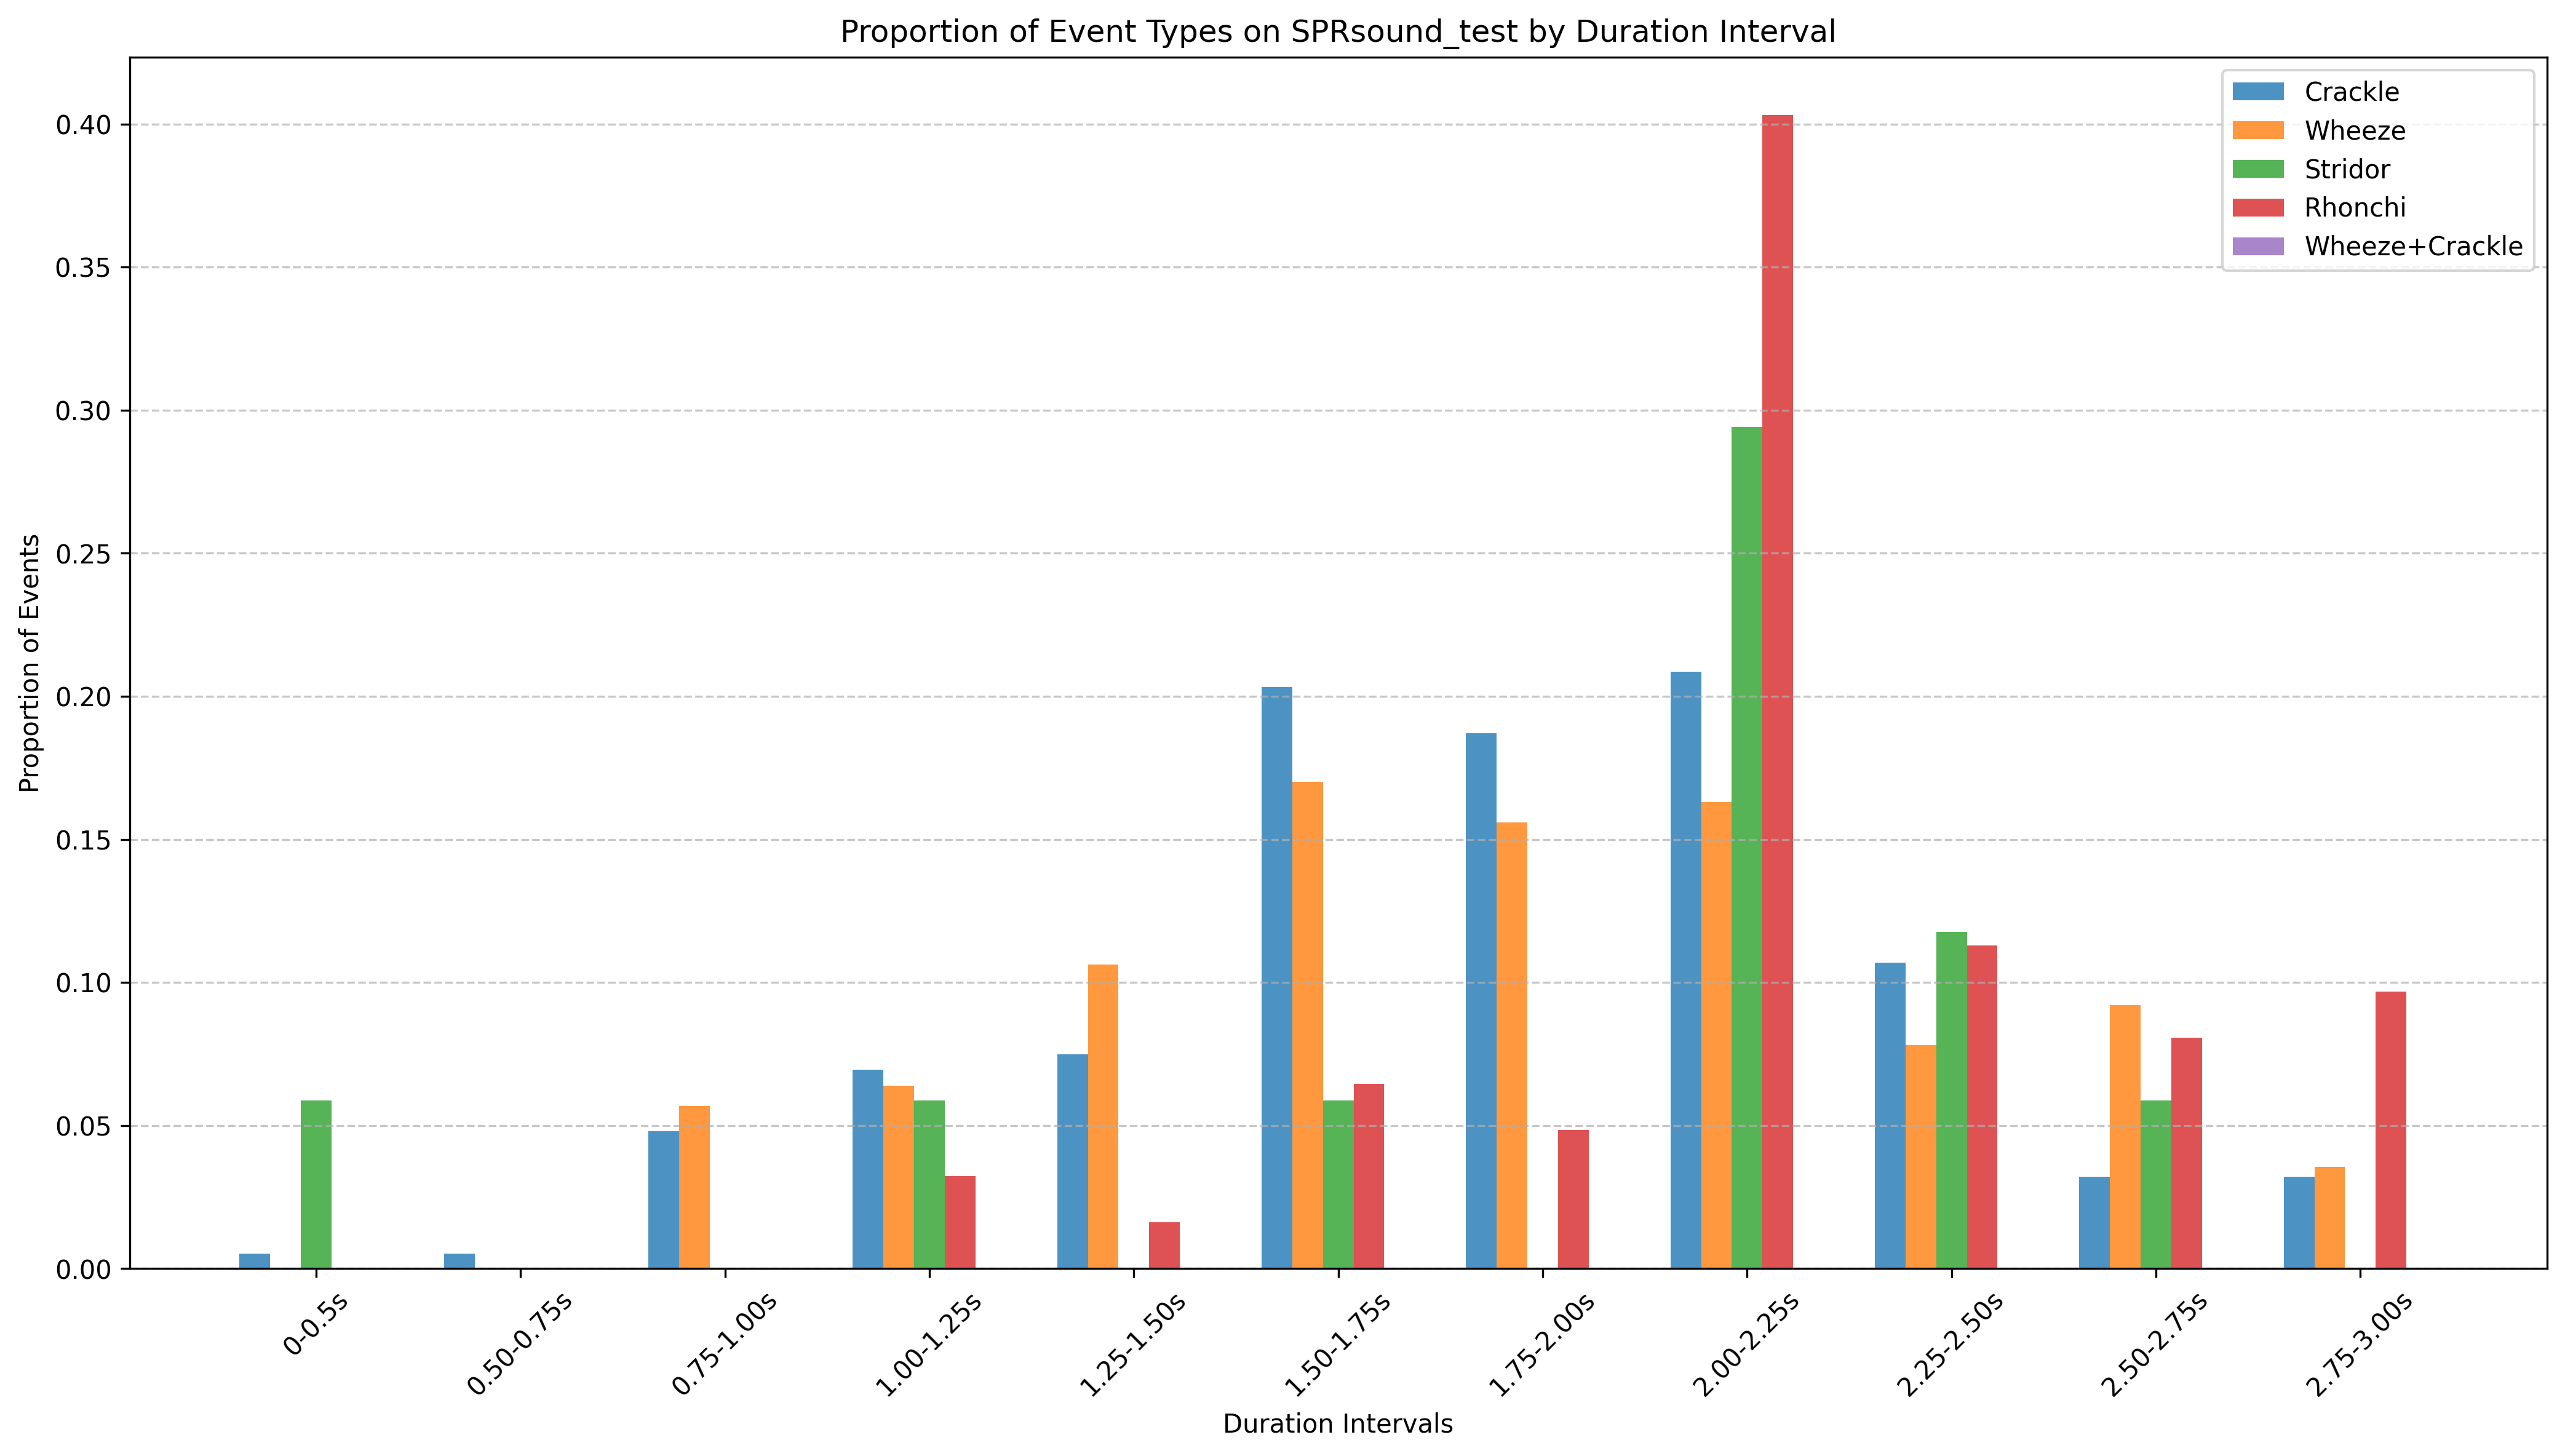 Proportion of Event Types on SPRsound_test by Duration Interval
Crackle
Wheeze
Stridor
Rhonchi
Wheeze+Crackle
Proportion of Events
0.40
0.35
0.30
0.25
0.20
0.15
0.10
0.05
0.00
0-0.5s
0.50-0.75s
0.75-1.00s
1.00-1.25s
1.25-1.50s
1.50-1.75s
1.75-2.00s
2.00-2.25s
2.25-2.50s
2.50-2.75s
2.75-3.00s
Duration Intervals